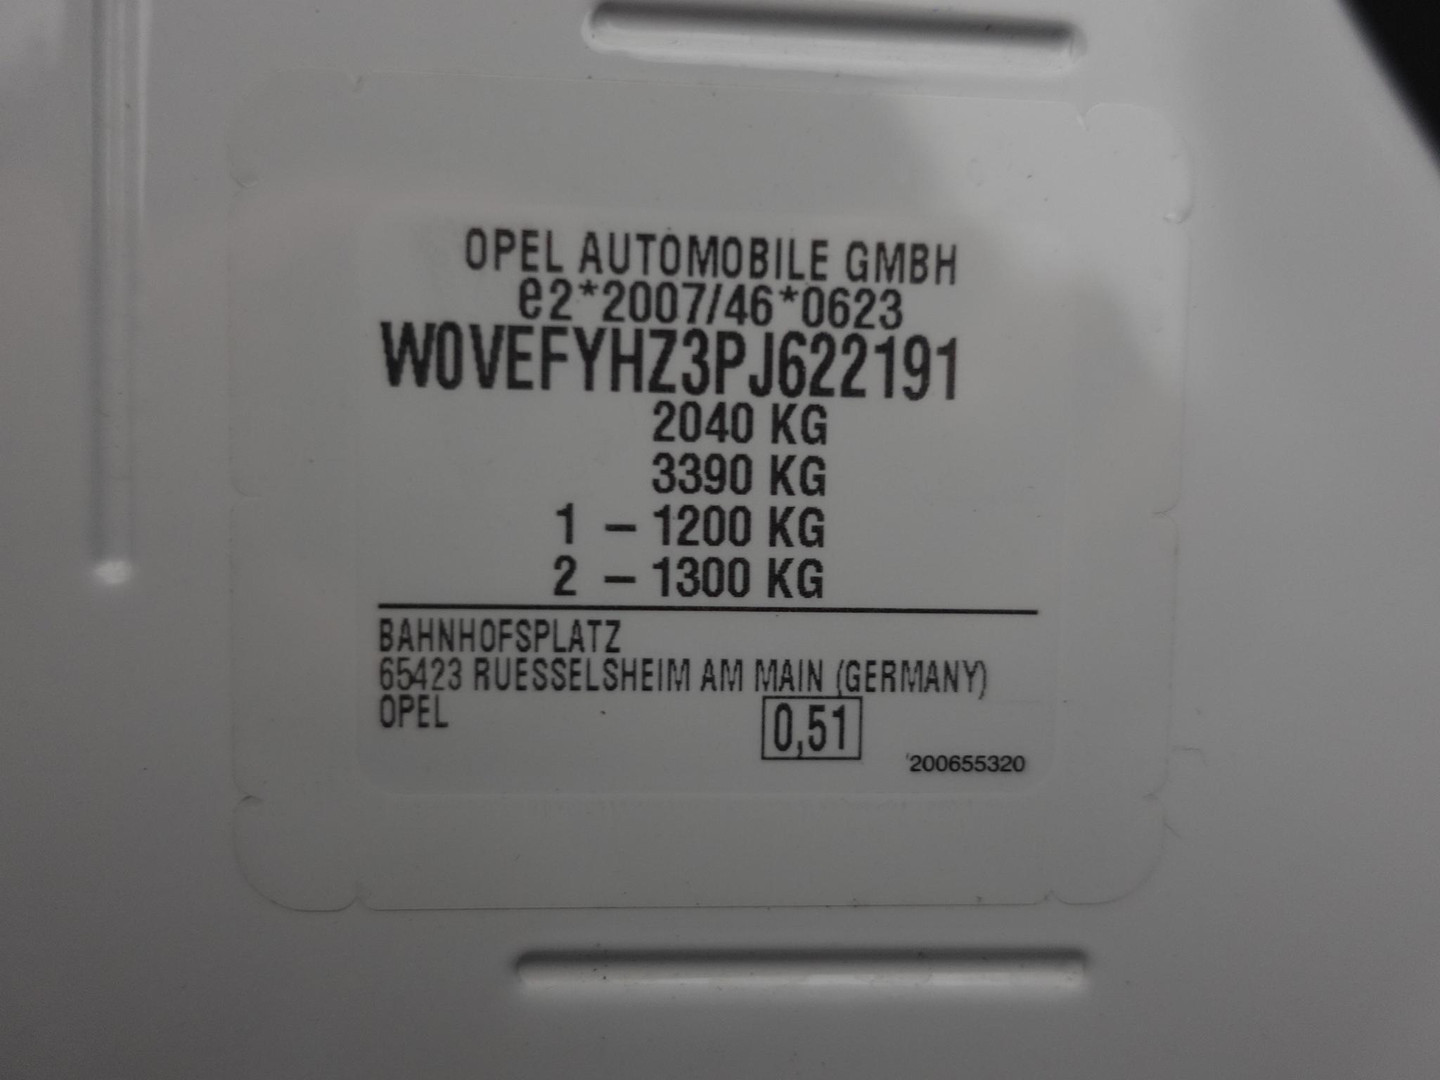 OPEL AUTOMOBILE GMBH
e2*2007/46*0623
W0VEFYHZ3PJ622191
2040 KG
3390 KG
1 – 1200 KG
2 – 1300 KG
BAHNHOFSPLATZ
65423 RUESSELSHEIM AM MAIN (GERMANY)
OPEL
0,51
200655320